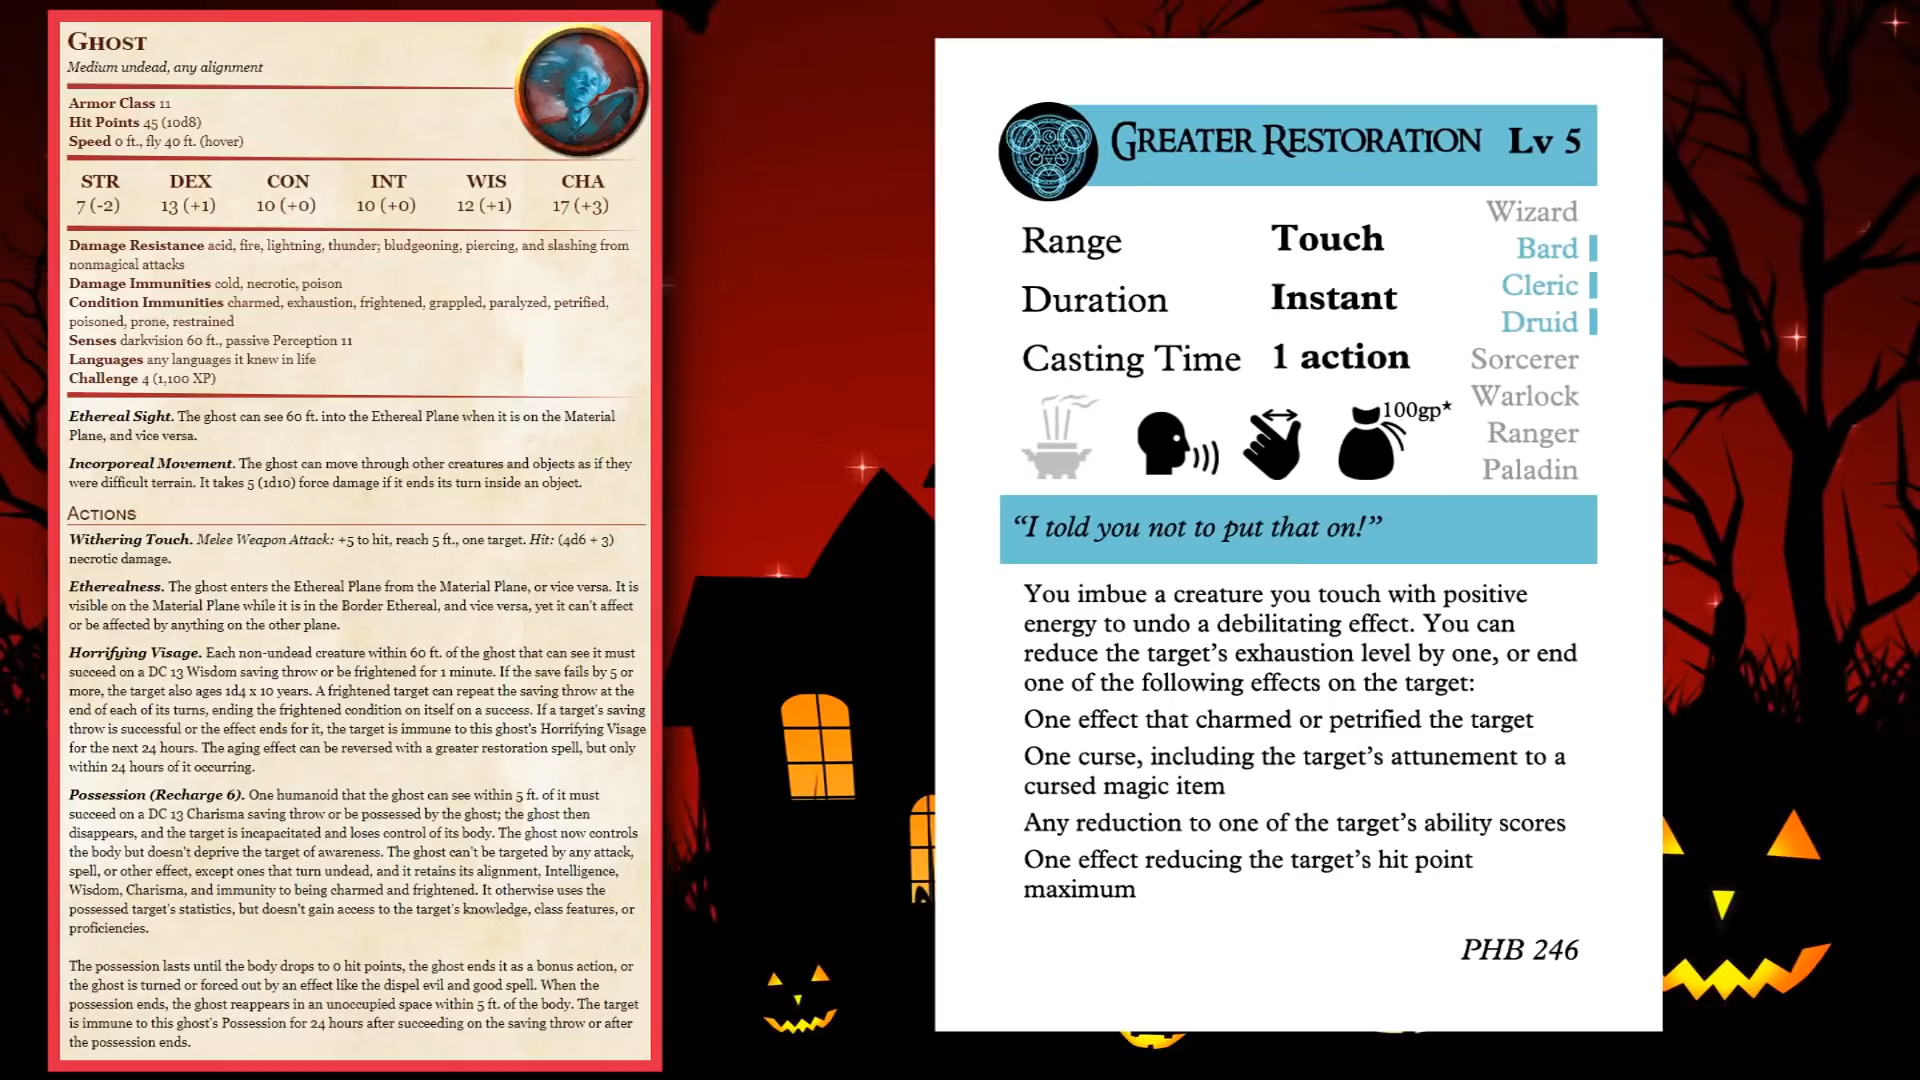 GHOST
Medium undead, any alignment
Armor Class 11
Hit Points 45 (10d8)
Speed 0 ft., fly 40 ft. (hover)
STR DEX CON INT WIS CHA
7 (-2) 13 (+1) 10 (+0) 10 (+0) 12 (+1) 17 (+3)
Damage Resistance acid, fire, lightning, thunder; bludgeoning, piercing, and slashing from
nonmagical attacks
Damage Immunities cold, necrotic, poison
Condition Immunities charmed, exhaustion, frightened, grappled, paralyzed, petrified,
poisoned, prone, restrained
Senses darkvision 60 ft., passive Perception 11
Languages any languages it knew in life
Challenge 4 (1,100 XP)
Ethereal Sight. The ghost can see 60 ft. into the Ethereal Plane when it is on the Material
Plane, and vice versa.
Incorporeal Movement. The ghost can move through other creatures and objects as if they
were difficult terrain. It takes 5 (1d10) force damage if it ends its turn inside an object.
ACTIONS
Withering Touch. Melee Weapon Attack: +5 to hit, reach 5 ft., one target. Hit: (4d6 + 3)
necrotic damage.
Etherealness. The ghost enters the Ethereal Plane from the Material Plane, or vice versa. It is
visible on the Material Plane while it is in the Border Ethereal, and vice versa, yet it can't affect
or be affected by anything on the other plane.
Horrifying Visage. Each non-undead creature within 60 ft. of the ghost that can see it must
succeed on a DC 13 Wisdom saving throw or be frightened for 1 minute. If the save fails by 5 or
more, the target also ages 1d4 x 10 years. A frightened target can repeat the saving throw at the
end of each of its turns, ending the frightened condition on itself on a success. If a target's saving
throw is successful or the effect ends for it, the target is immune to this ghost's Horrifying Visage
for the next 24 hours. The aging effect can be reversed with a greater restoration spell, but only
within 24 hours of it occurring.
Possession (Recharge 6). One humanoid that the ghost can see within 5 ft. of it must
succeed on a DC 13 Charisma saving throw or be possessed by the ghost; the ghost then
disappears, and the target is incapacitated and loses control of its body. The ghost now controls
the body but doesn't deprive the target of awareness. The ghost can't be targeted by any attack,
spell, or other effect, except ones that turn undead, and it retains its alignment, Intelligence,
Wisdom, Charisma, and immunity to being charmed and frightened. It otherwise uses the
possessed target's statistics, but doesn't gain access to the target's knowledge, class features, or
proficiencies.
The possession lasts until the body drops to 0 hit points, the ghost ends it as a bonus action, or
the ghost is turned or forced out by an effect like the dispel evil and good spell. When the
possession ends, the ghost reappears in an unoccupied space within 5 ft. of the body. The target
is immune to this ghost's Possession for 24 hours after succeeding on the saving throw or after
the possession ends.
GREATER RESTORATION Lv 5
Range Touch
Duration Instant
Casting Time 1 action
100gp*
Wizard
Bard
Cleric
Druid
Sorcerer
Warlock
Ranger
Paladin
“I told you not to put that on!”
You imbue a creature you touch with positive
energy to undo a debilitating effect. You can
reduce the target’s exhaustion level by one, or end
one of the following effects on the target:
One effect that charmed or petrified the target
One curse, including the target’s attunement to a
cursed magic item
Any reduction to one of the target’s ability scores
One effect reducing the target’s hit point
maximum
PHB 246